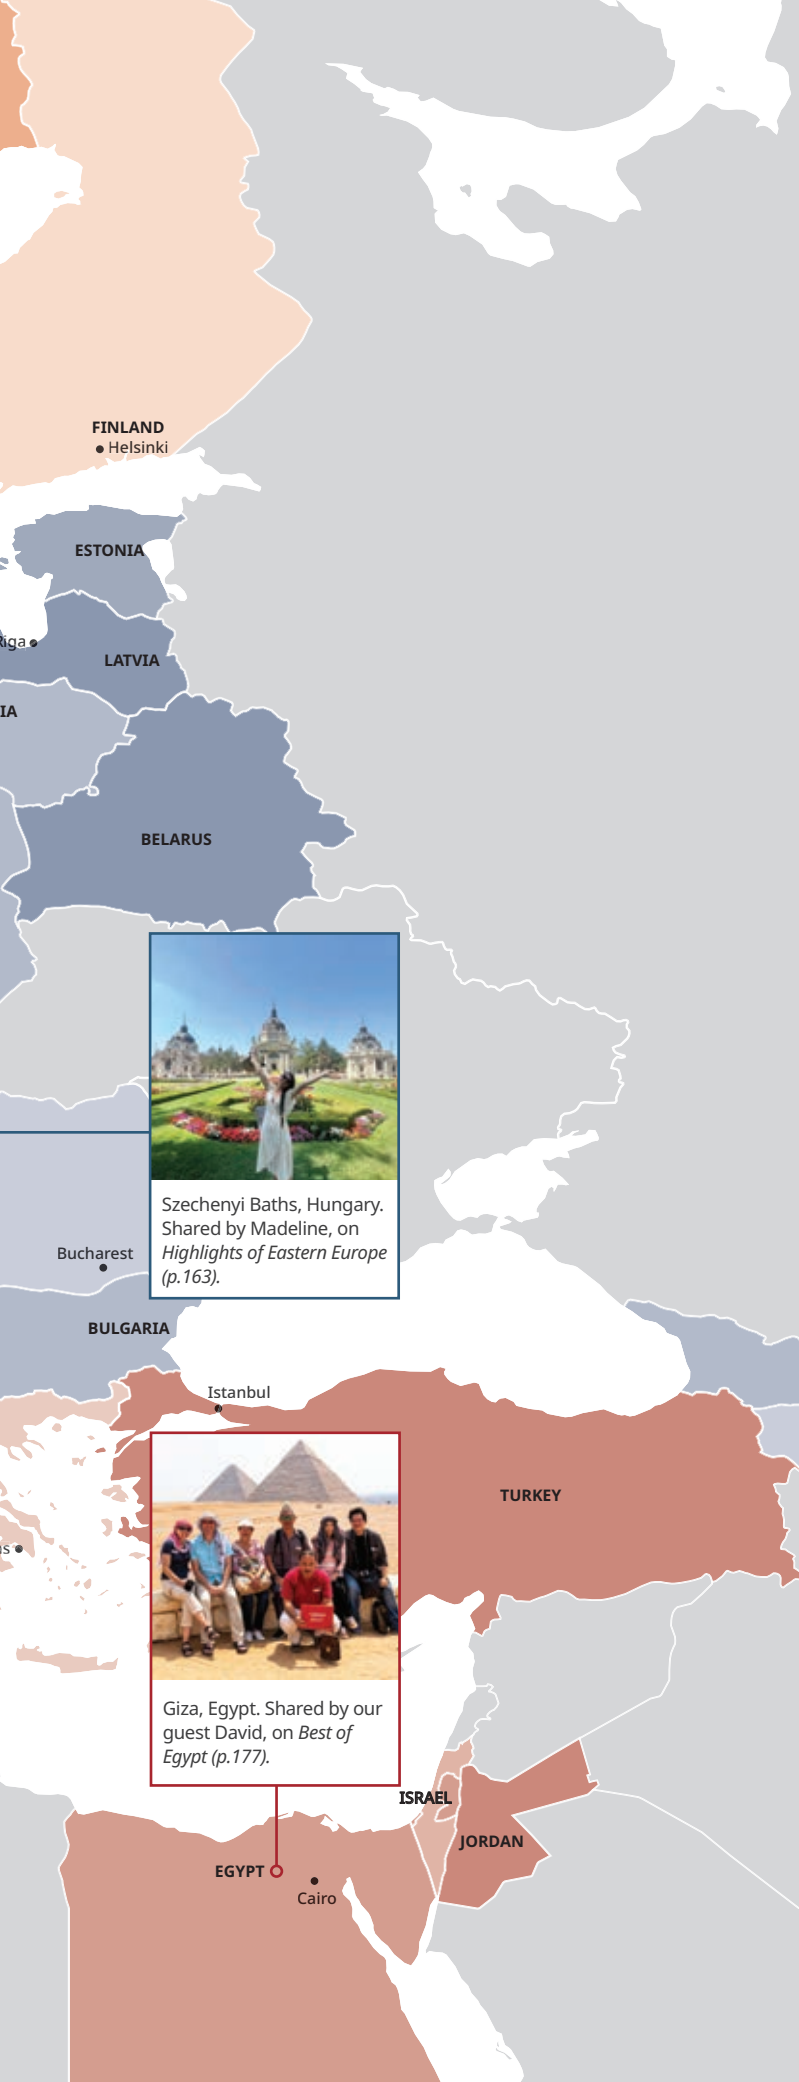 FINLAND
Helsinki
ESTONIA
Riga
LATVIA
IA
BELARUS
Szechenyi Baths, Hungary.
Shared by Madeline, on
Highlights of Eastern Europe
(p.163).
Bucharest
BULGARIA
Istanbul
TURKEY
s
Giza, Egypt. Shared by our
guest David, on Best of
Egypt (p.177).
ISRAEL
JORDAN
EGYPT
Cairo